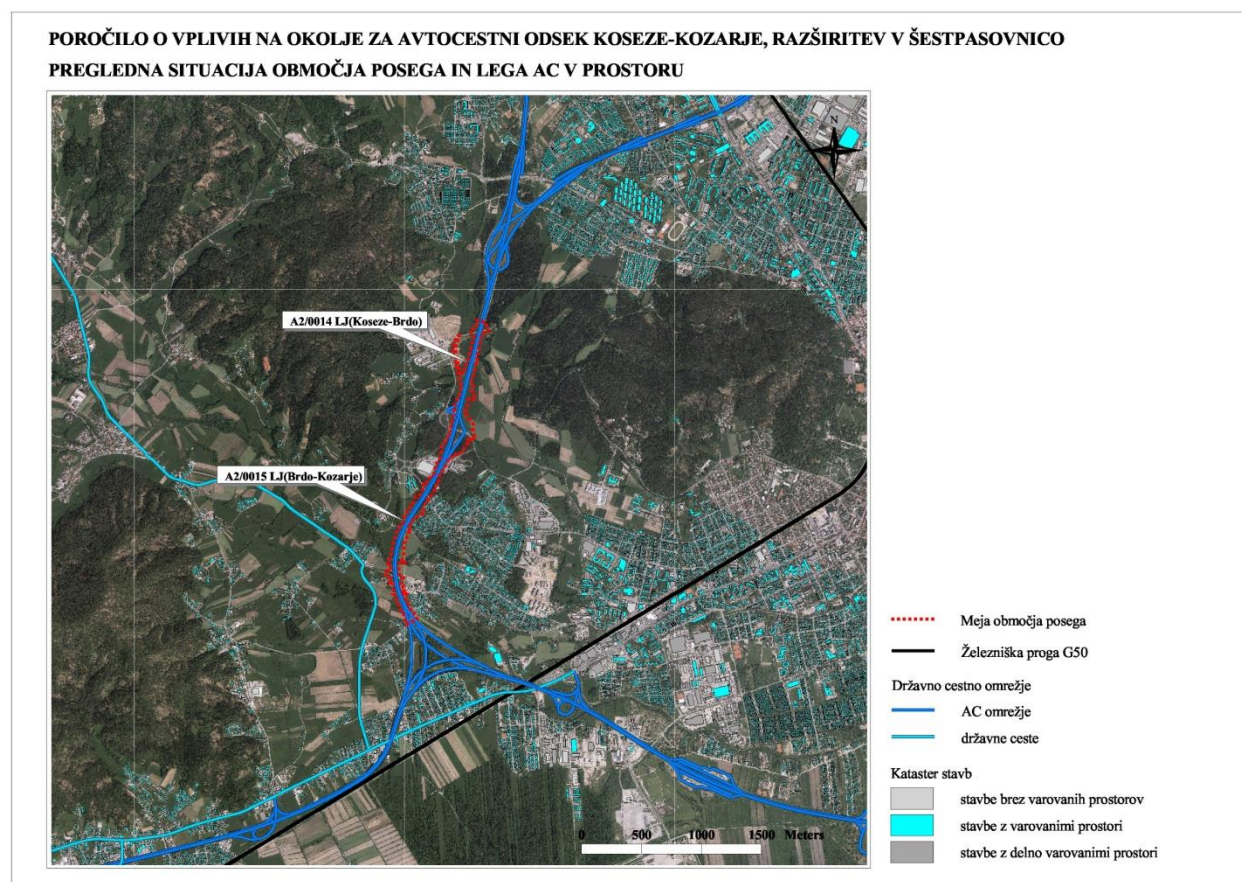 POROČILO O VPLIVIH NA OKOLJE ZA AVTOCESTNI ODSEK KOSEZE-KOZARJE, RAZŠIRITEV V ŠESTPASOVNICO
PREGLEDNA SITUACIJA OBMOČJA POSEGA IN LEGA AC V PROSTORU
N
A2/0014 LJ(Koseze-Brdo)
A2/0015 LJ(Brdo-Kozarje)
Meja območja posega
Železniška proga G50
Državno cestno omrežje
AC omrežje
državne ceste
Kataster stavb
stavbe brez varovanih prostorov
stavbe z varovanimi prostori
stavbe z delno varovanimi prostori
0 500 1000 1500 Meters